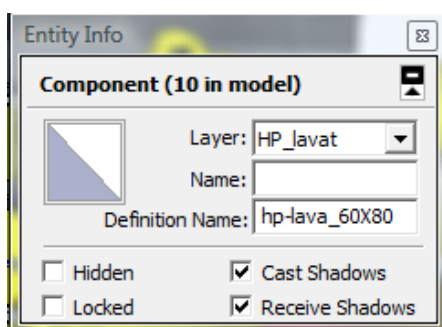 Entity Info
Component (10 in model)
Layer: HP_lavat
Name:
Definition Name: hp-lava_60X80
Hidden Cast Shadows
Locked Receive Shadows